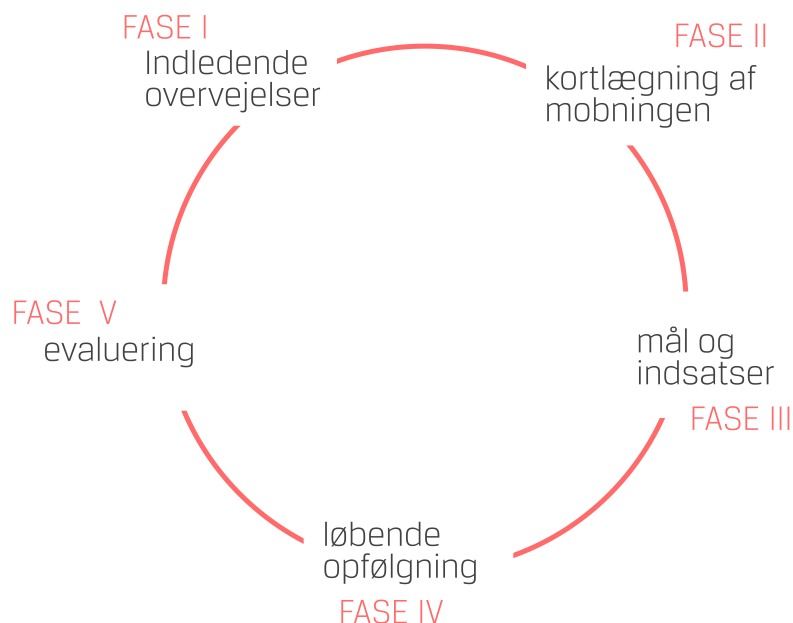 FASE I
Indledende
overvejelser
FASE II
kortlægning af
mobningen
mål og
indsatser
FASE III
løbende
opfølgning
FASE IV
FASE V
evaluering